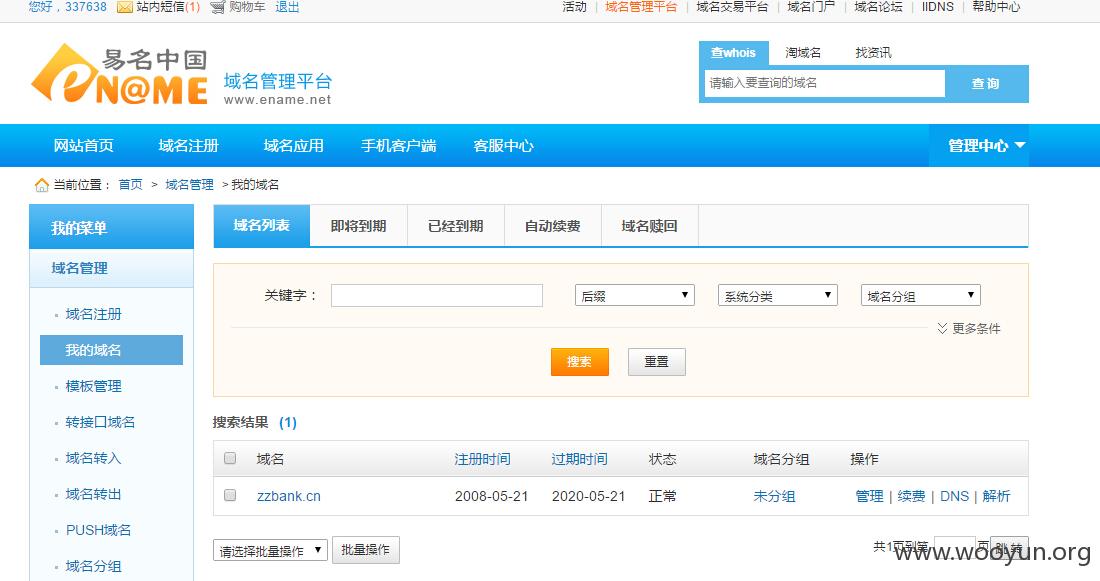 您好，337638 站内短信(1) 购物车 退出 活动 | 域名管理平台 | 域名交易平台 | 域名门户 | 域名论坛 | IIDNS | 帮助中心
易名中国
eN@ME
域名管理平台
www.ename.net
查whois 淘域名 找资讯
请输入要查询的域名 查 询
网站首页 域名注册 域名应用 手机客户端 客服中心 管理中心
当前位置： 首页 > 域名管理 > 我的域名
我的菜单
域名管理
域名注册
我的域名
模板管理
转接口域名
域名转入
域名转出
PUSH域名
域名分组
域名列表 即将到期 已经到期 自动续费 域名赎回
关键字： 后缀 系统分类 域名分组
更多条件
搜索 重置
搜索结果 (1)
域名 注册时间 过期时间 状态 域名分组 操作
zzbank.cn 2008-05-21 2020-05-21 正常 未分组 管理 | 续费 | DNS | 解析
请选择批量操作 批量操作 共1页到第 页 跳 转
www.wooyun.org